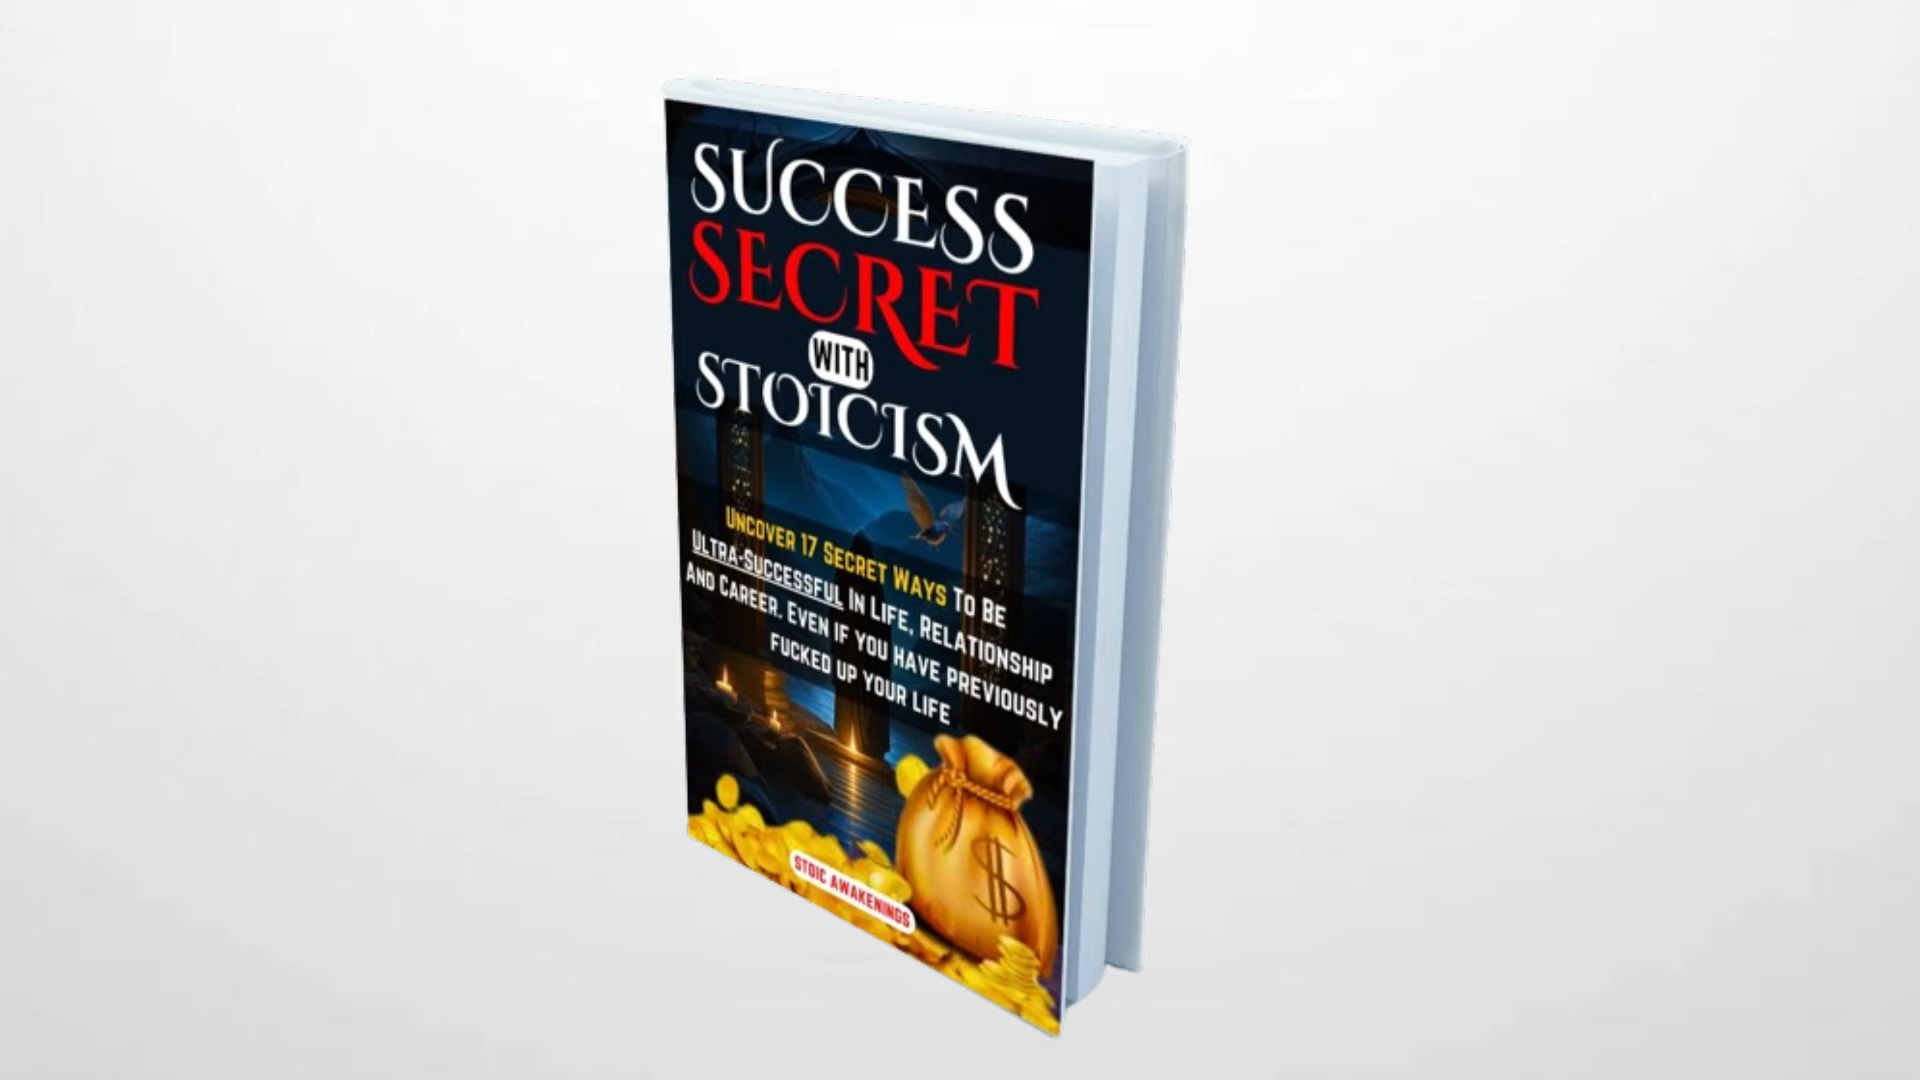 SUCCESS
SECRET
WITH
STOICISM
UNCOVER 17 SECRET WAYS TO BE
ULTRA-SUCCESSFUL IN LIFE, RELATIONSHIP
AND CAREER. EVEN IF YOU HAVE PREVIOUSLY
FUCKED UP YOUR LIFE
STOIC AWAKENINGS